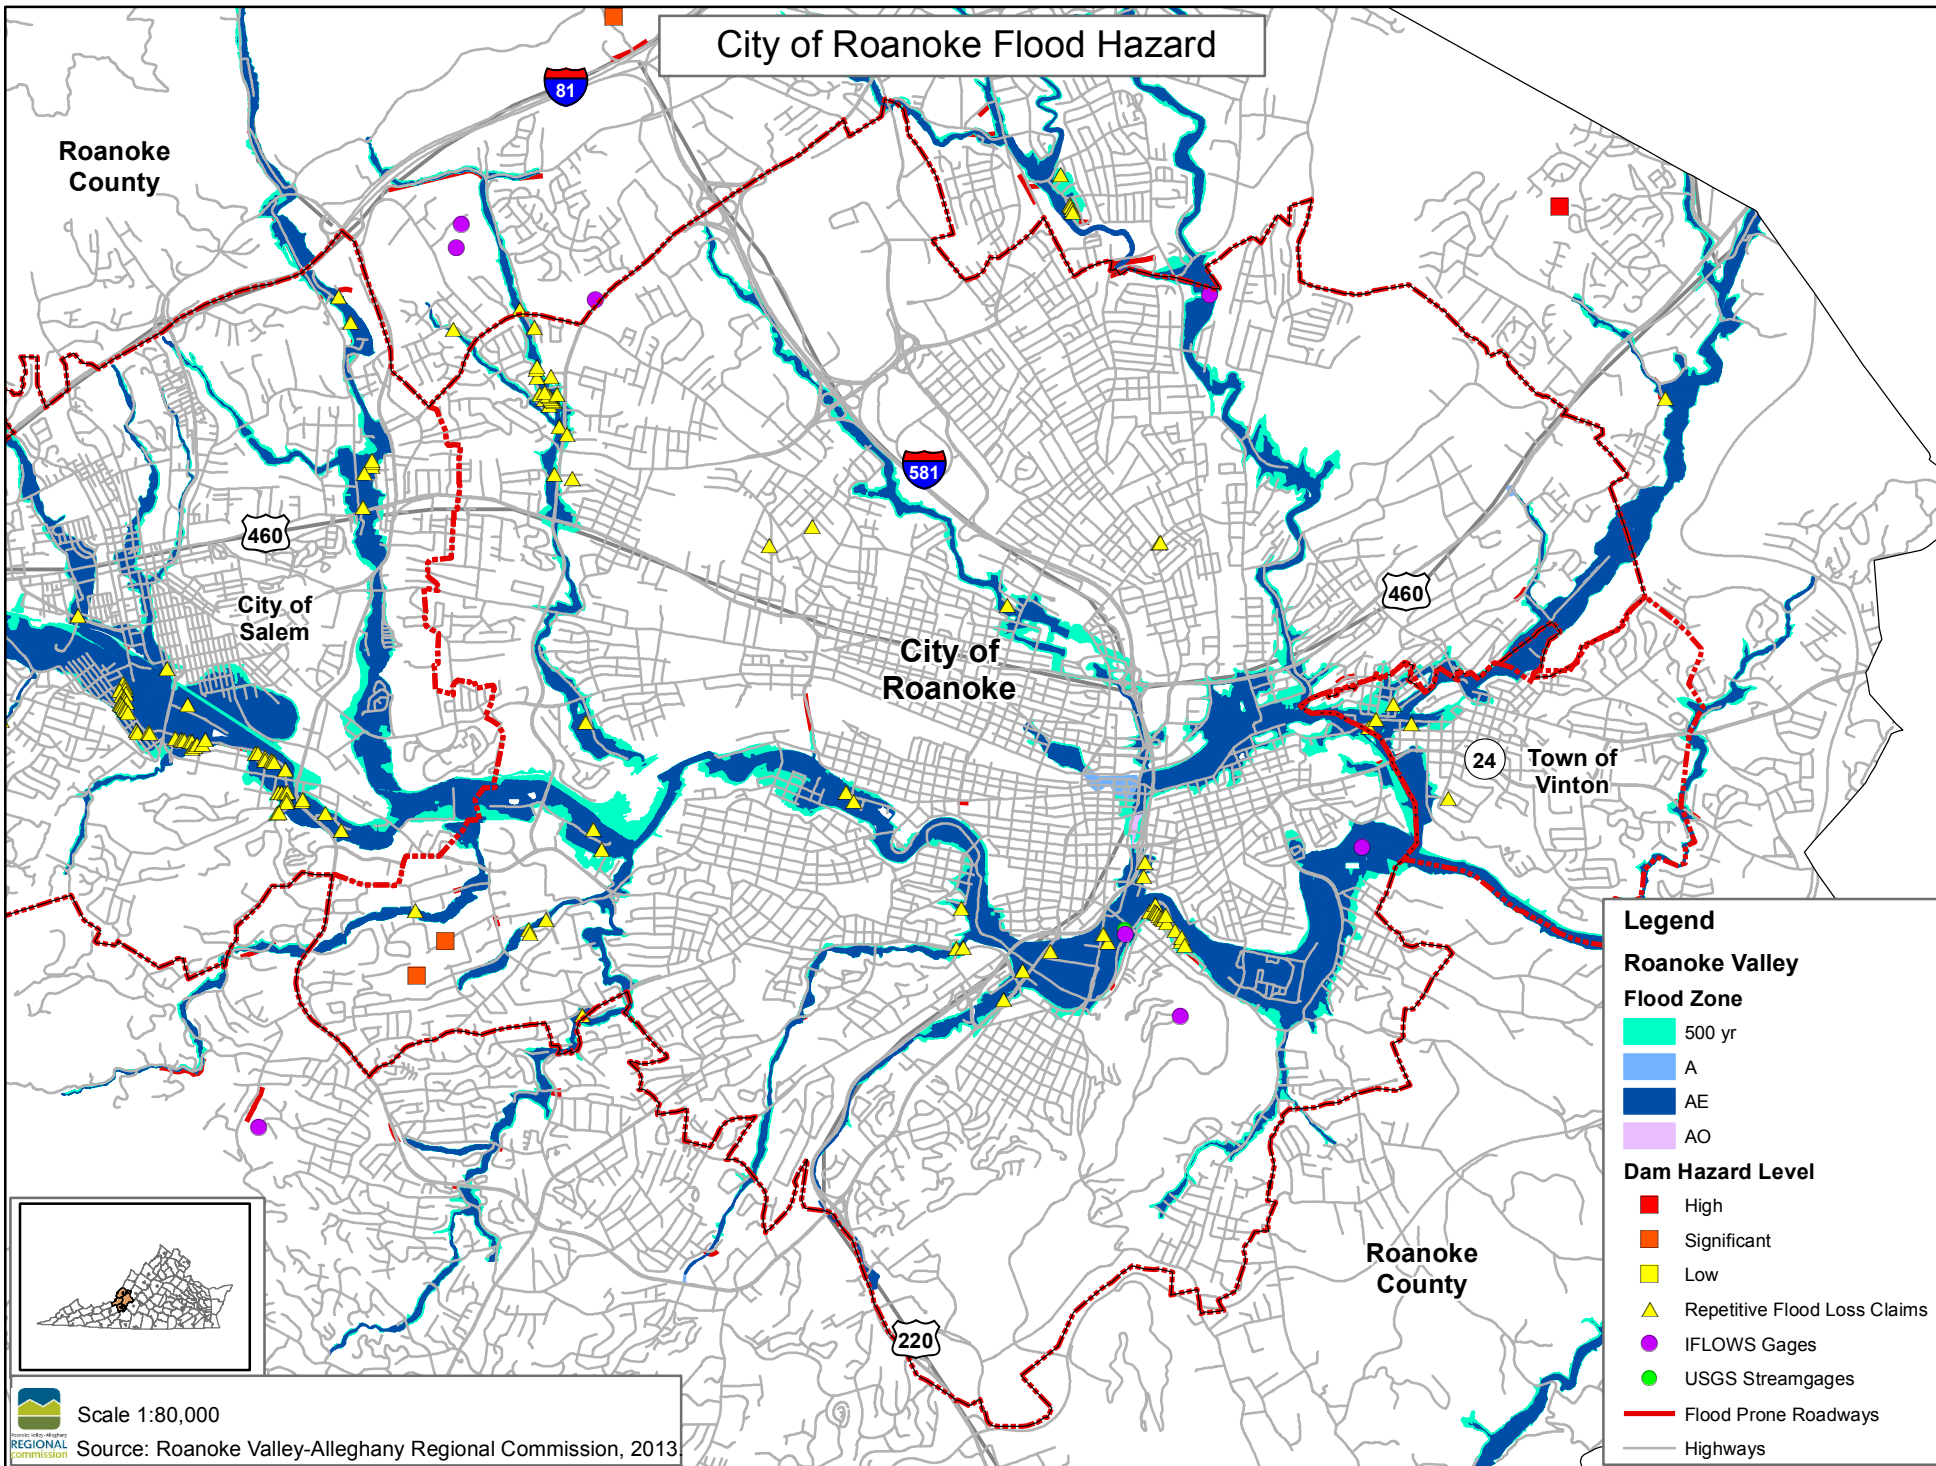 City of Roanoke Flood Hazard
81
Roanoke
County
581
460
460
City of
Salem
City of
Roanoke
24
Town of
Vinton
Roanoke
County
220
Legend
Roanoke Valley
Flood Zone
500 yr
A
AE
AO
Dam Hazard Level
High
Significant
Low
Repetitive Flood Loss Claims
IFLOWS Gages
USGS Streamgages
Flood Prone Roadways
Highways
Roanoke Valley-Alleghany
REGIONAL
commission
Scale 1:80,000
Source: Roanoke Valley-Alleghany Regional Commission, 2013.